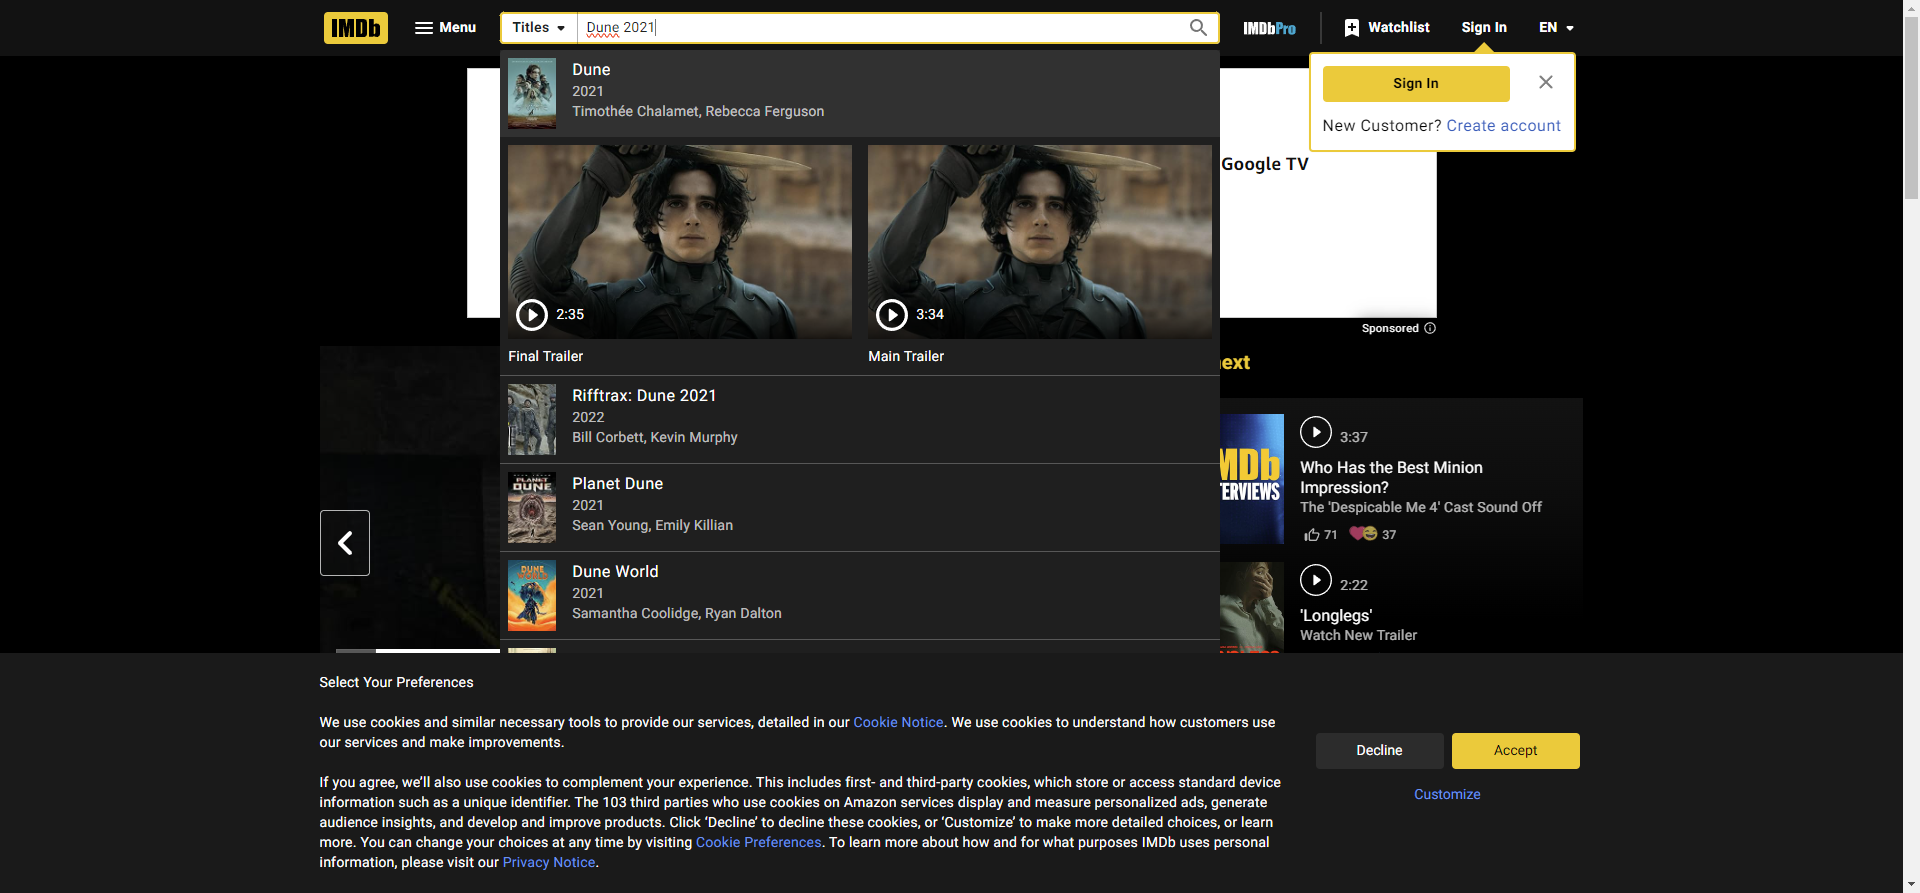 IMDb
Menu
Titles
Dune 2021
IMDbPro
Watchlist
Sign In
EN
Sign In
New Customer? Create account
Dune
2021
Timothée Chalamet, Rebecca Ferguson
Google TV
2:35
3:34
Final Trailer
Main Trailer
Sponsored
ext
Rifftrax: Dune 2021
2022
Bill Corbett, Kevin Murphy
Planet Dune
2021
Sean Young, Emily Killian
PLANET
DUNE
Dune World
2021
Samantha Coolidge, Ryan Dalton
DUNE
WORLD
MDb
TERVIEWS
3:37
Who Has the Best Minion
Impression?
The 'Despicable Me 4' Cast Sound Off
71
37
2:22
'Longlegs'
Watch New Trailer
Select Your Preferences
We use cookies and similar necessary tools to provide our services, detailed in our Cookie Notice. We use cookies to understand how customers use
our services and make improvements.
If you agree, we’ll also use cookies to complement your experience. This includes first- and third-party cookies, which store or access standard device
information such as a unique identifier. The 103 third parties who use cookies on Amazon services display and measure personalized ads, generate
audience insights, and develop and improve products. Click ‘Decline’ to decline these cookies, or ‘Customize’ to make more detailed choices, or learn
more. You can change your choices at any time by visiting Cookie Preferences. To learn more about how and for what purposes IMDb uses personal
information, please visit our Privacy Notice.
Decline
Accept
Customize